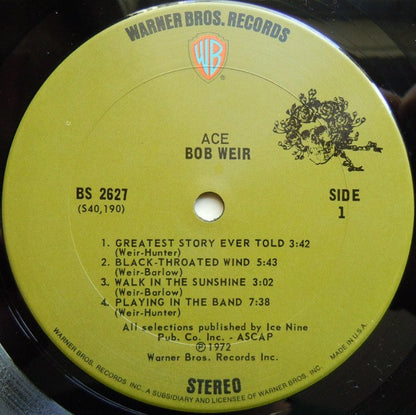 WARNER BROS. RECORDS
WB
ACE
BOB WEIR
BS 2627
(S40,190)
SIDE
1
1. GREATEST STORY EVER TOLD 3:42
(Weir-Hunter)
2. BLACK-THROATED WIND 5:43
(Weir-Barlow)
3. WALK IN THE SUNSHINE 3:02
(Weir-Barlow)
4. PLAYING IN THE BAND 7:38
(Weir-Hunter)
All selections published by Ice Nine
Pub. Co. Inc. - ASCAP
Ⓟ 1972
Warner Bros. Records Inc.
STEREO
WARNER BROS. RECORDS INC. A SUBSIDIARY AND LICENSEE OF WARNER BROS. INC. MADE IN U.S.A.